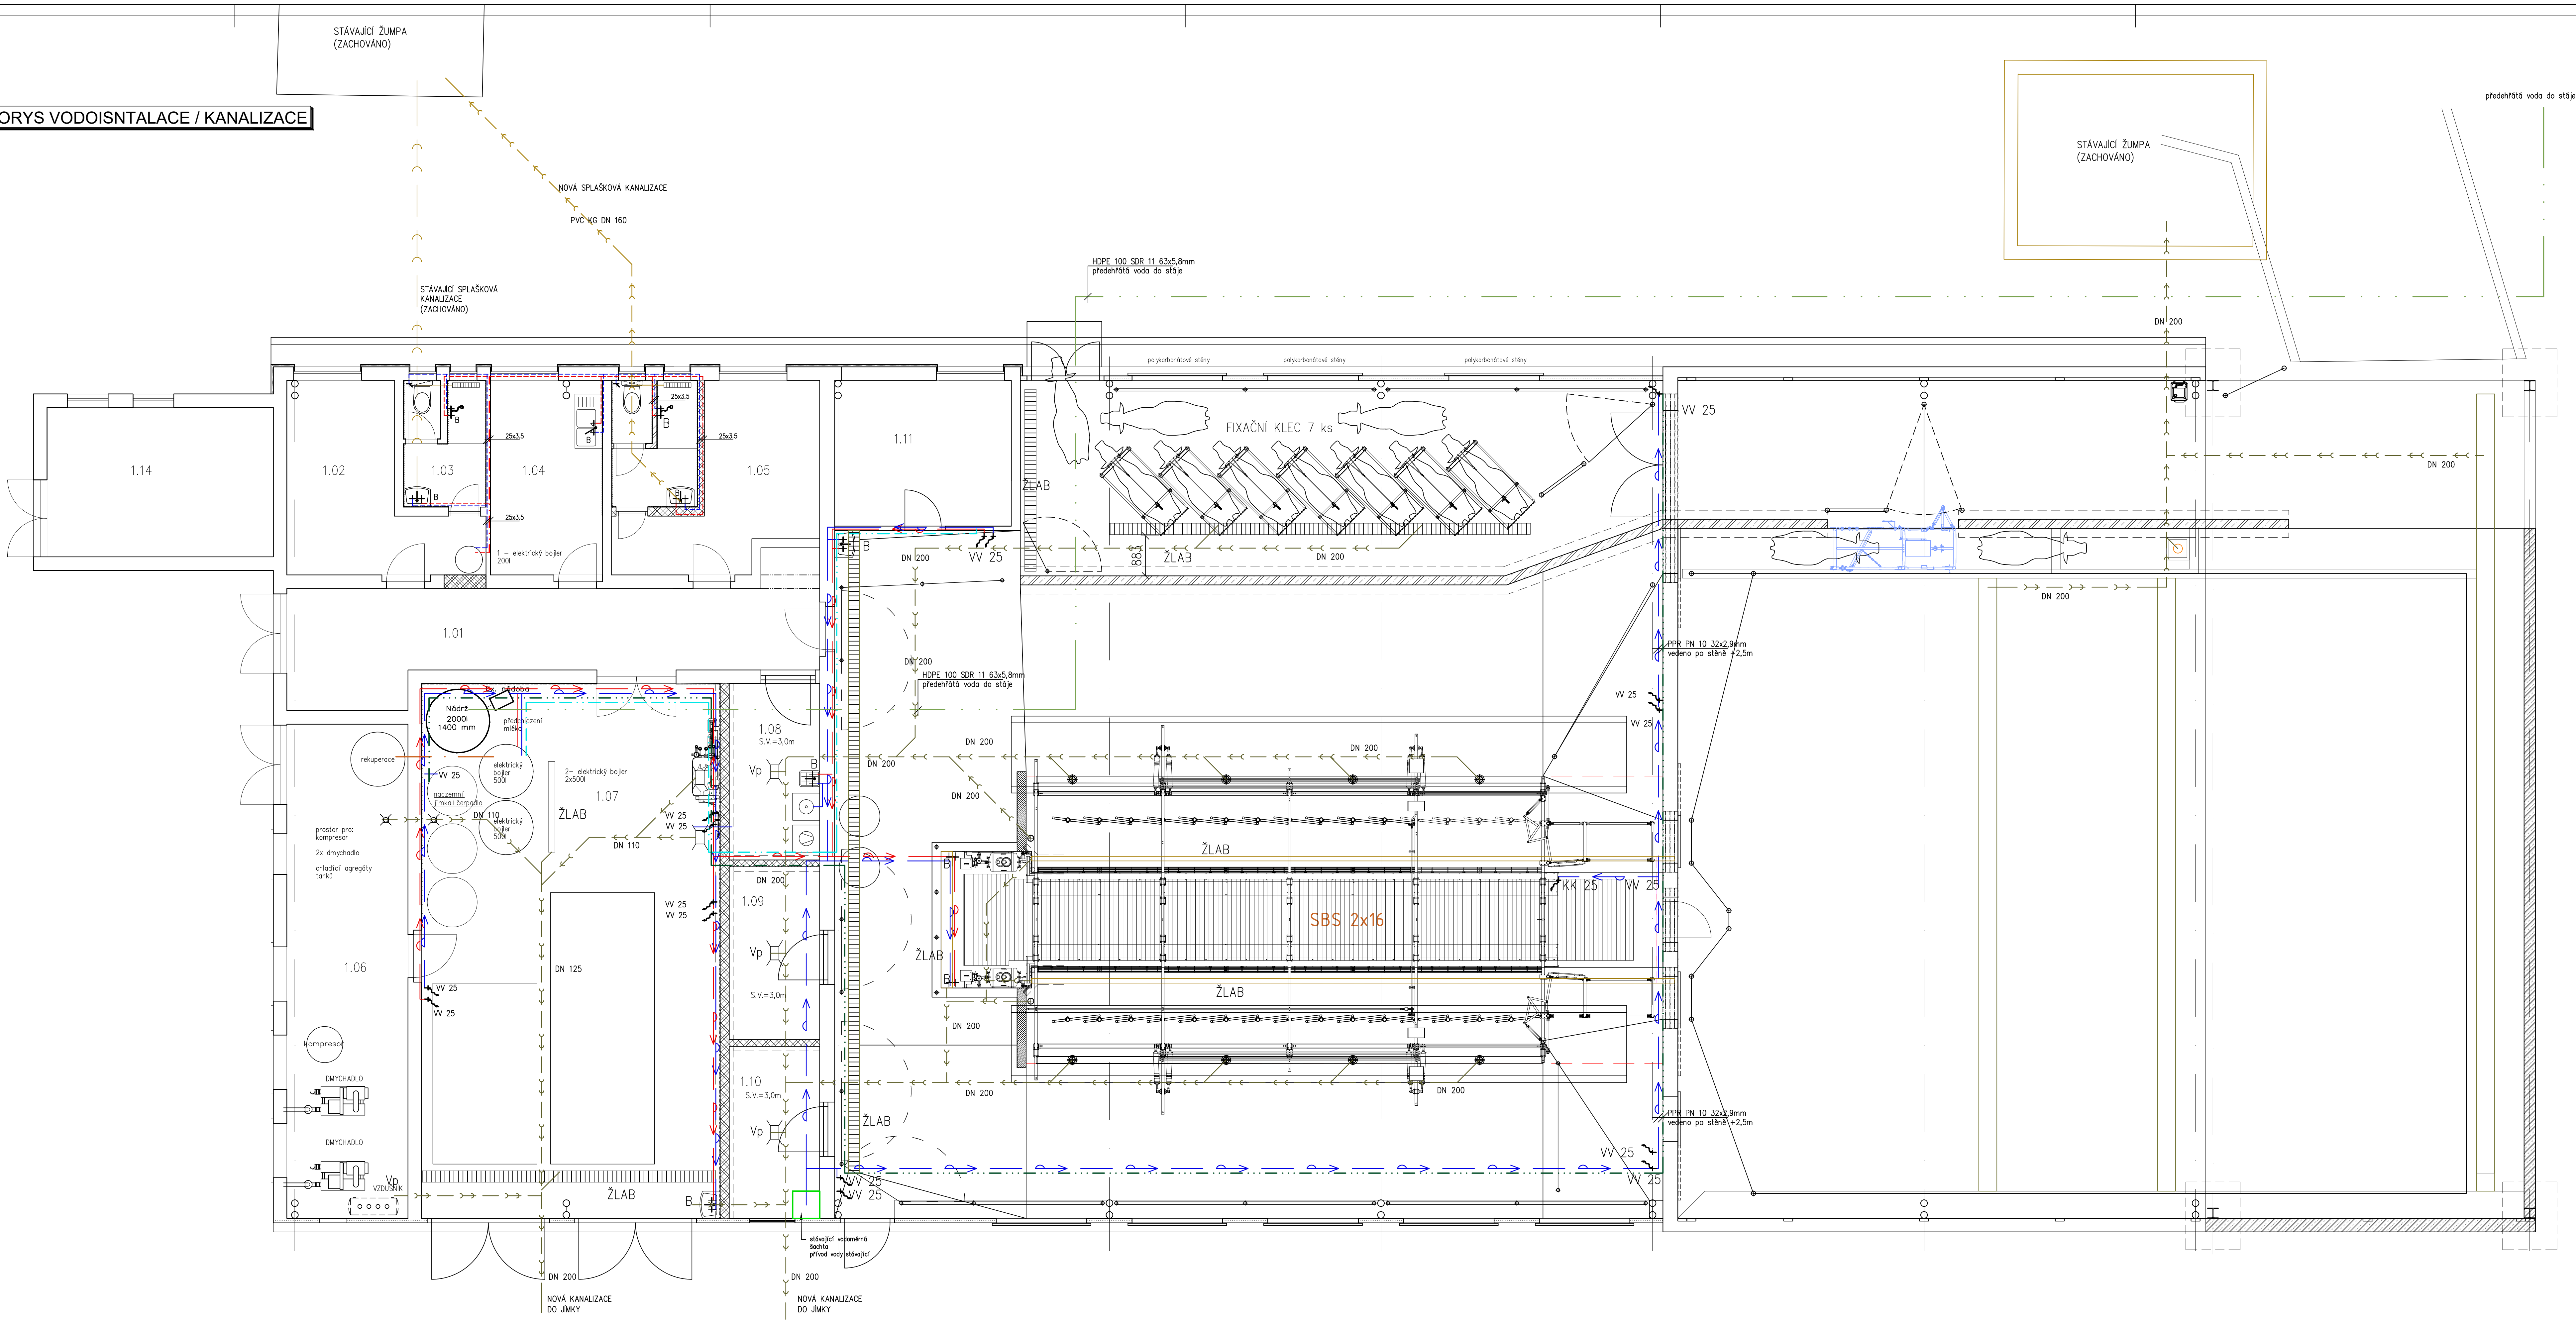 STÁVAJÍCÍ ŽUMPA
(ZACHOVÁNO)
ORYS VODOISNTALACE / KANALIZACE
předehřátá voda do stáje
STÁVAJÍCÍ ŽUMPA
(ZACHOVÁNO)
NOVÁ SPLAŠKOVÁ KANALIZACE
PVC KG DN 160
HDPE 100 SDR 11 63x5,8mm
předehřátá voda do stáje
STÁVAJÍCÍ SPLAŠKOVÁ
KANALIZACE
(ZACHOVÁNO)
DN 200
polykarbonátové stěny
polykarbonátové stěny
polykarbonátové stěny
25x3,5
B
B
VV 25
FIXAČNÍ KLEC 7 ks
25x3,5
B
25x3,5
1.11
1.14
1.02
1.03
1.04
1.05
DN 200
ŽLAB
B
B
25x3,5
B
1 - elektrický bojler
200l
DN 200
VV 25
883
ŽLAB
DN 200
DN 200
1.01
DN 200
PPR PN 10 32x2,9mm
vedeno po stěně +2,5m
HDPE 100 SDR 11 63x5,8mm
předehřátá voda do stáje
nádoba
Nádrž
2000l
1400 mm
předchlazení
mléka
VV 25
VV 25
1.08
S.V.=3,0m
DN 200
DN 200
DN 200
rekuperace
elektrický
bojler
500l
VV 25
2- elektrický bojler
2x500l
Vp
B
1.07
nadzemní
jímka+čerpadlo
DN 200
DN 110
ŽLAB
elektrický
bojler
500l
VV 25
VV 25
prostor pro:
kompresor
2x dmychadlo
chladící agregáty
tanků
DN 110
ŽLAB
B
DN 200
KK 25
VV 25
1.09
VV 25
VV 25
SBS 2x16
Vp
ŽLAB
1.06
DN 125
B
VV 25
S.V.=3,0m
ŽLAB
VV 25
DN 200
kompresor
DMYCHADLO
1.10
S.V.=3,0m
DN 200
DN 200
PPR PN 10 32x2,9mm
vedeno po stěně +2,5m
ŽLAB
Vp
DMYCHADLO
VV 25
VV 25
Vp
VZDUŠNÍK
VV 25
VV 25
ŽLAB
B
stávající vodoměrná
šachta
přívod vody stávající
DN 200
DN 200
NOVÁ KANALIZACE
DO JÍMKY
NOVÁ KANALIZACE
DO JÍMKY